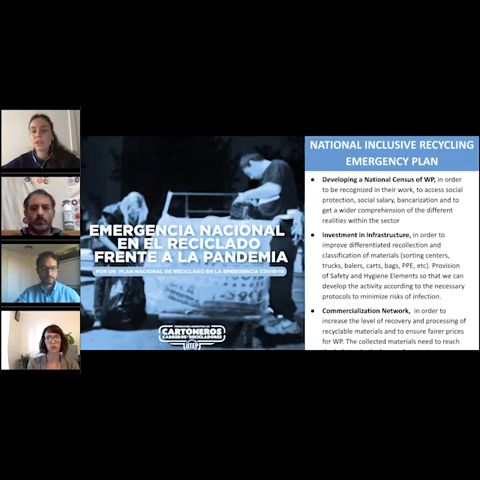 EMERGENCIA NACIONAL
EN EL RECICLADO
FRENTE A LA PANDEMIA
POR UN PLAN NACIONAL DE RECICLADO EN LA EMERGENCIA COVID-19
CARTONEROS
CARREROS Y RECICLADORES
UTEP
NATIONAL INCLUSIVE RECYCLING
EMERGENCY PLAN
● Developing a National Census of WP, in order
to be recognized in their work, to access social
protection, social salary, bancarization and to
get a wider comprehension of the different
realities within the sector
● Investment in Infrastructure, in order to
improve differentiated recollection and
classification of materials (sorting centers,
trucks, balers, carts, bags, PPE, etc). Provision
of Safety and Hygiene Elements so that we can
develop the activity according to the necessary
protocols to minimize risks of infection.
● Commercialization Network, in order to
increase the level of recovery and processing of
recyclable materials and to ensure fairer prices
for WP. The collected materials need to reach